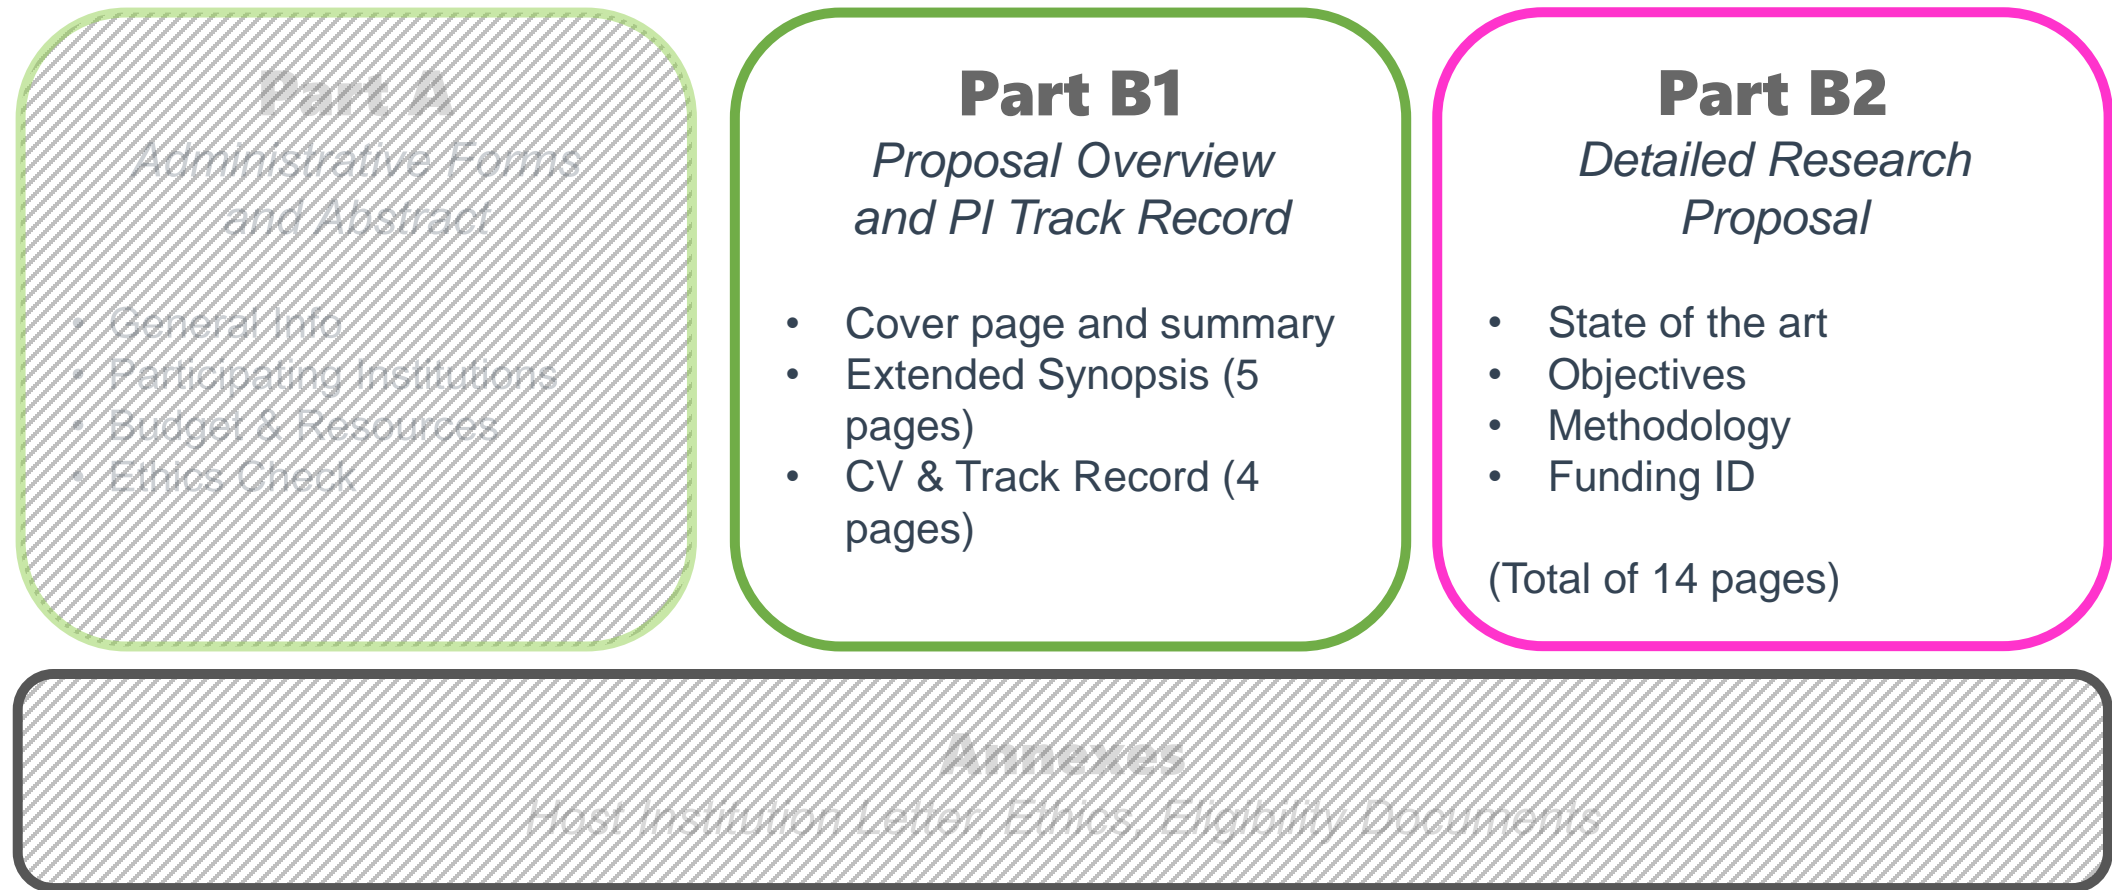 Part A
Administrative Forms
and Abstract
• General Info
• Participating Institutions
• Budget & Resources
• Ethics Check
Part B1
Proposal Overview
and PI Track Record
• Cover page and summary
• Extended Synopsis (5
pages)
• CV & Track Record (4
pages)
Part B2
Detailed Research
Proposal
• State of the art
• Objectives
• Methodology
• Funding ID
(Total of 14 pages)
Annexes
Host Institution Letter, Ethics, Eligibility Documents